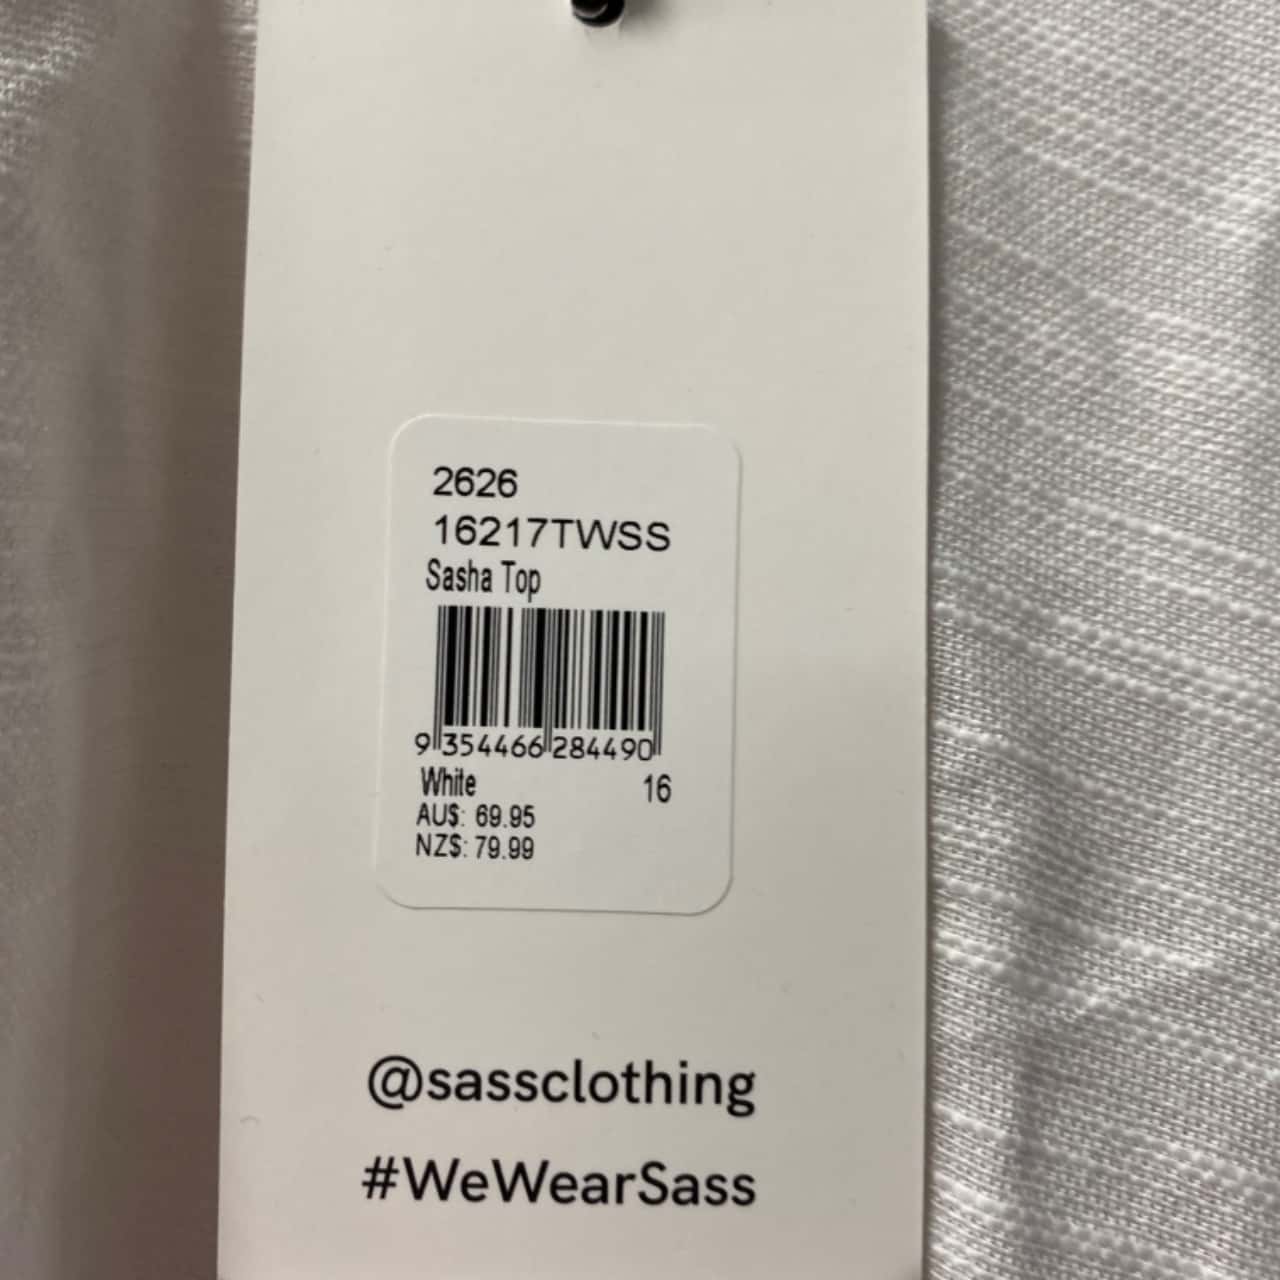 2626
16217TWSS
Sasha Top
9 354466 284490
White 16
AU$: 69.95
NZ$: 79.99
@sassclothing
#WeWearSass